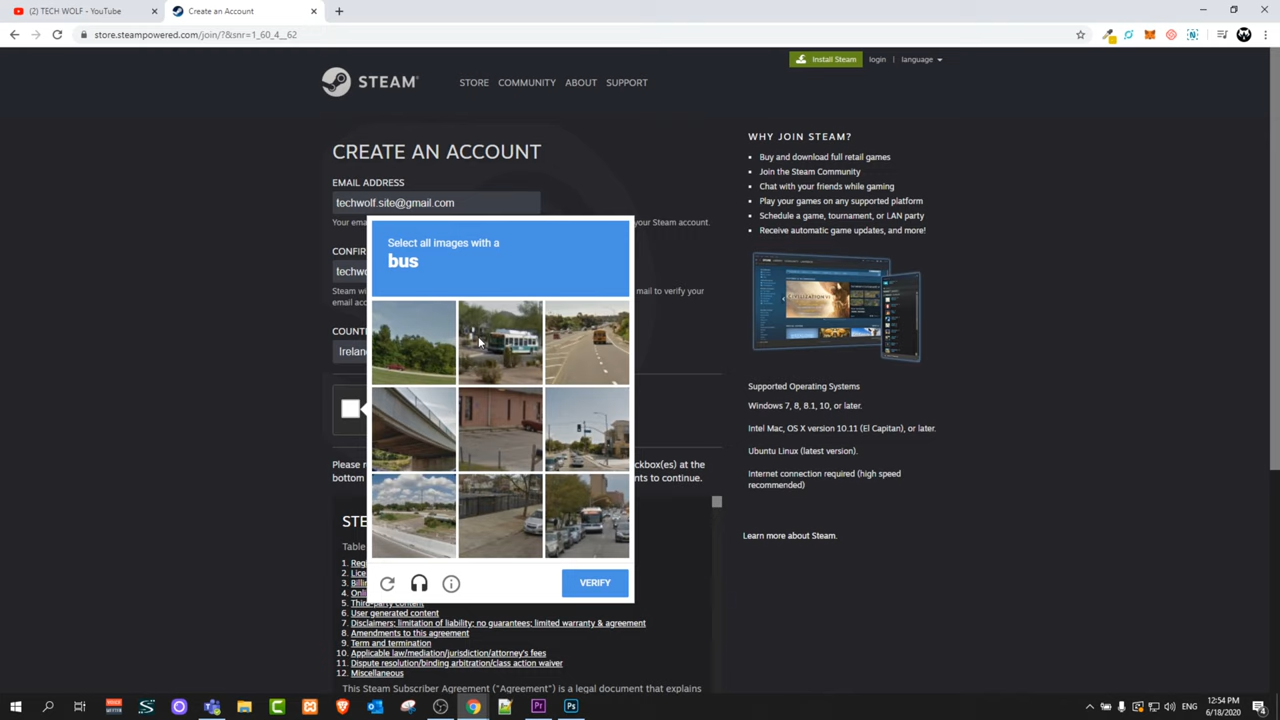 (2) TECH WOLF - YouTube
Create an Account
store.steampowered.com/join/?&snr=1_60_4__62
Install Steam
login
language
STEAM
STORE
COMMUNITY
ABOUT
SUPPORT
CREATE AN ACCOUNT
EMAIL ADDRESS
techwolf.site@gmail.com
Your ema
your Steam account.
CONFIR
techw
Steam wi
mail to verify your
email acc
COUNT
Irelan
Select all images with a
bus
VERIFY
Please r
ckbox(es) at the
bottom
nts to continue.
STE
Table
1. Reg
2. Lice
3. Billin
4. Onli
5. Third-party content
6. User generated content
7. Disclaimers; limitation of liability; no guarantees; limited warranty & agreement
8. Amendments to this agreement
9. Term and termination
10. Applicable law/mediation/jurisdiction/attorney's fees
11. Dispute resolution/binding arbitration/class action waiver
12. Miscellaneous
This Steam Subscriber Agreement ("Agreement") is a legal document that explains
WHY JOIN STEAM?
Buy and download full retail games
Join the Steam Community
Chat with your friends while gaming
Play your games on any supported platform
Schedule a game, tournament, or LAN party
Receive automatic game updates, and more!
Supported Operating Systems
Windows 7, 8, 8.1, 10, or later.
Intel Mac, OS X version 10.11 (El Capitan), or later.
Ubuntu Linux (latest version).
Internet connection required (high speed
recommended)
Learn more about Steam.
ENG
12:54 PM
6/18/2020